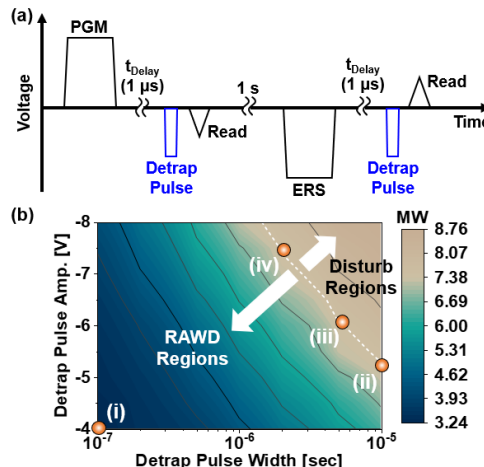 (a)
PGM
t_Delay
(1 μs)
1 s
t_Delay
(1 μs)
Voltage
Read
Read
Time
Detrap
Pulse
ERS
Detrap
Pulse
(b)
MW
Detrap Pulse Amp. [V]
-8
-7
-6
-5
-4
(iv)
Disturb
Regions
RAWD
Regions
(iii)
(ii)
(i)
8.76
8.07
7.38
6.69
6.00
5.31
4.62
3.93
3.24
10⁻⁷
10⁻⁶
10⁻⁵
Detrap Pulse Width [sec]